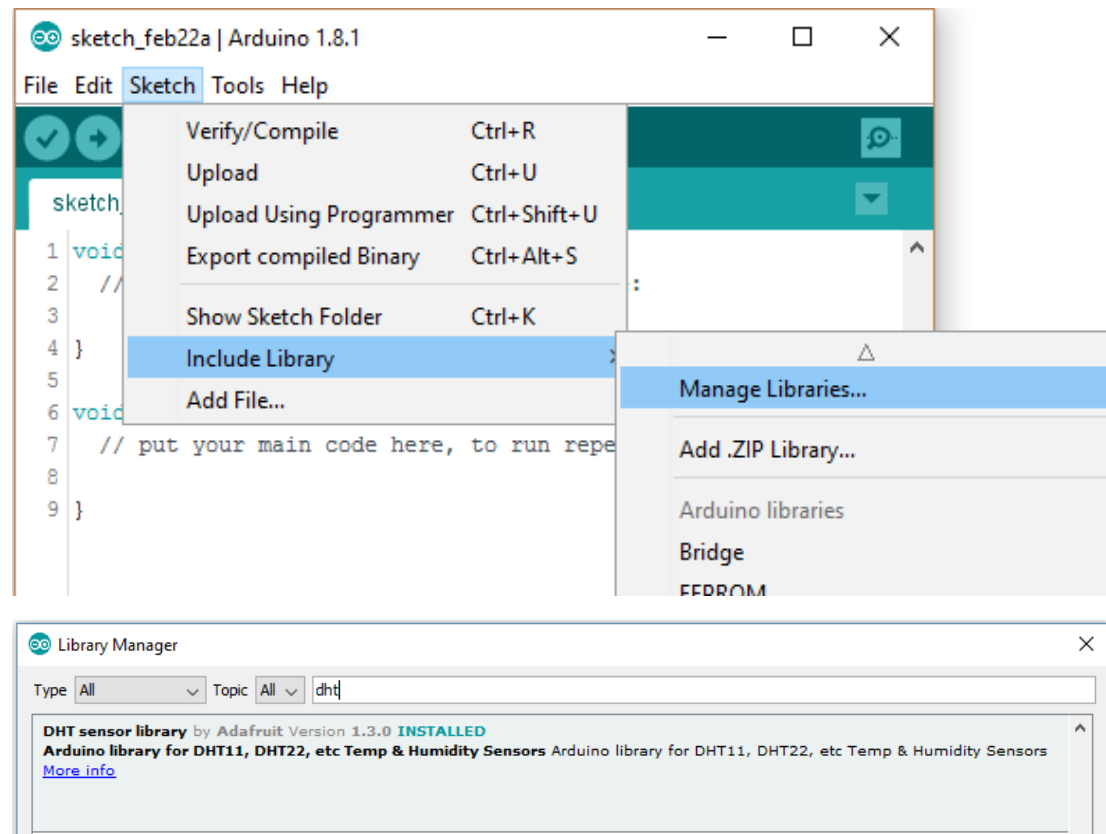 sketch_feb22a | Arduino 1.8.1
File Edit Sketch Tools Help
Verify/Compile Ctrl+R
Upload Ctrl+U
sketch_
Upload Using Programmer Ctrl+Shift+U
1 void
Export compiled Binary Ctrl+Alt+S
2 // :
3
Show Sketch Folder Ctrl+K
4 }
Include Library
5
Manage Libraries...
Add File...
6 void
7 // put your main code here, to run repe
Add .ZIP Library...
8
9 }
Arduino libraries
Bridge
EEPROM
Library Manager
Type All Topic All dht
DHT sensor library by Adafruit Version 1.3.0 INSTALLED
Arduino library for DHT11, DHT22, etc Temp & Humidity Sensors Arduino library for DHT11, DHT22, etc Temp & Humidity Sensors
More info